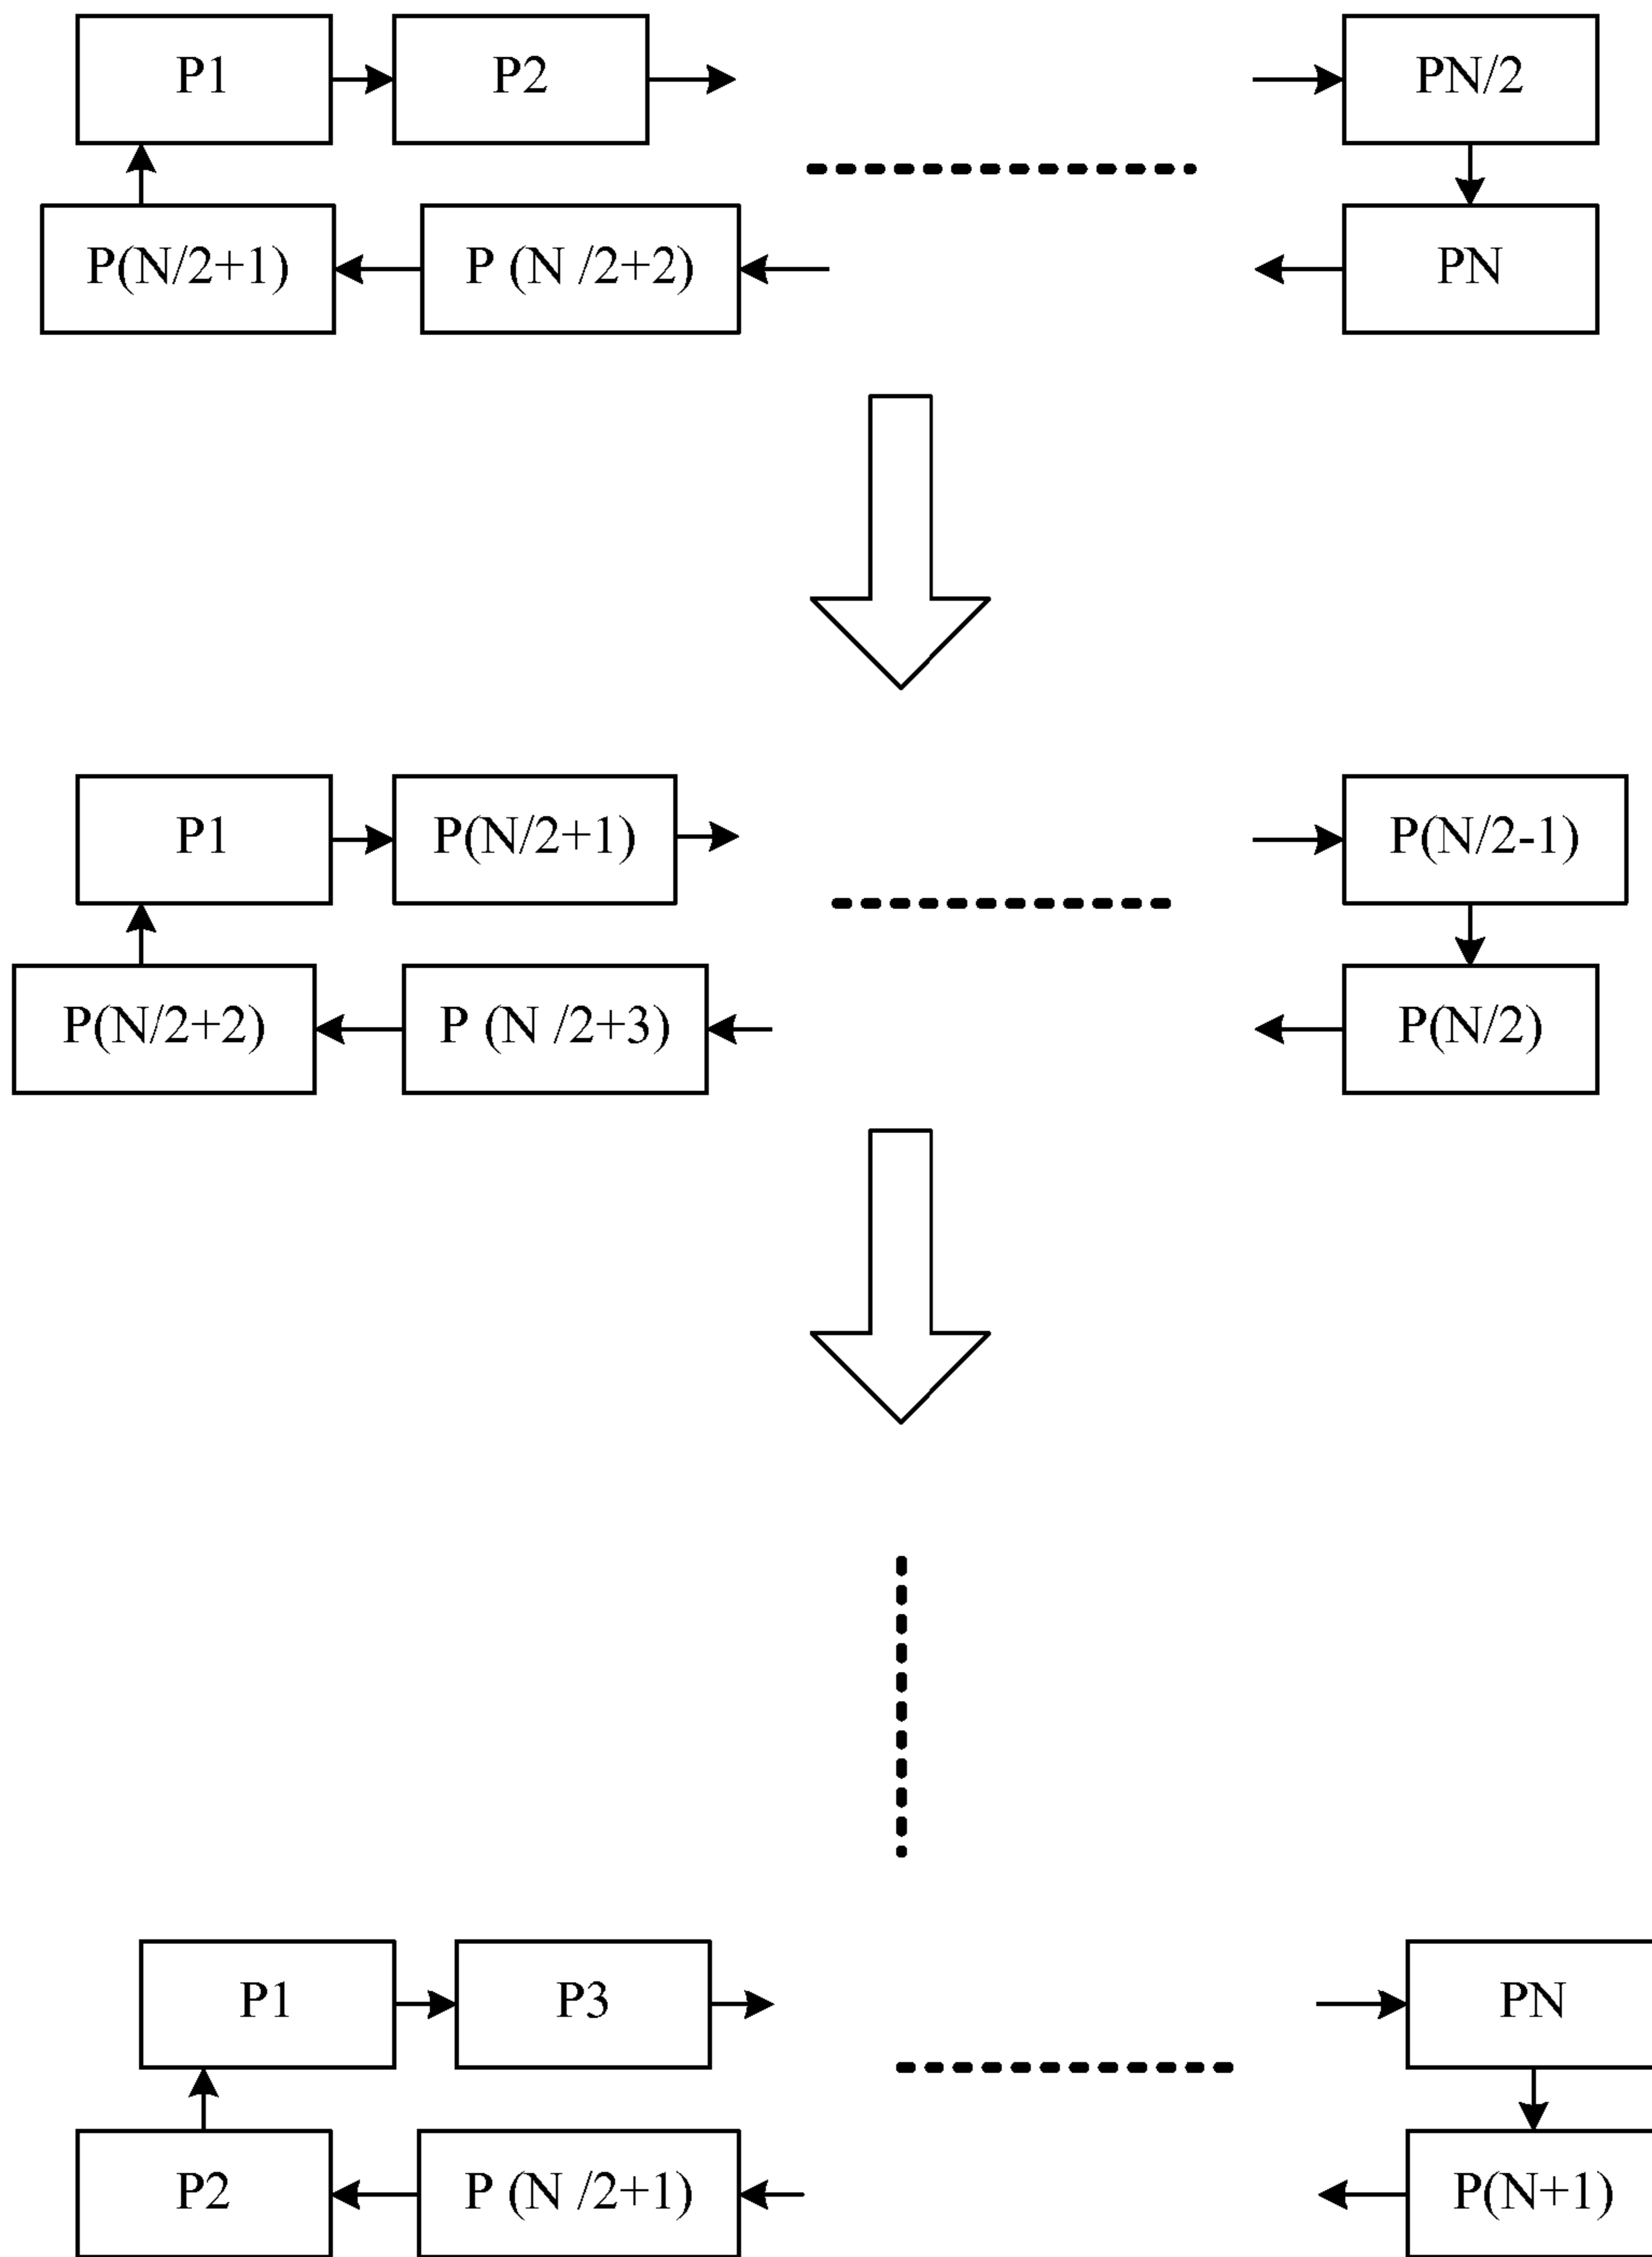 P1 P2 PN/2
P(N/2+1) P (N /2+2) PN
P1 P(N/2+1) P(N/2-1)
P(N/2+2) P (N /2+3) P(N/2)
P1 P3 PN
P2 P (N /2+1) P(N+1)